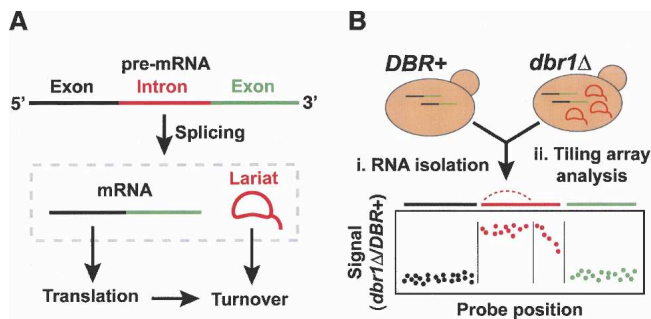 A
pre-mRNA
Exon Intron Exon
5' 3'
Splicing
mRNA
Lariat
Translation
Turnover
B
DBR+
dbr1Δ
i. RNA isolation
ii. Tiling array
analysis
Signal
(dbr1Δ/DBR+)
Probe position